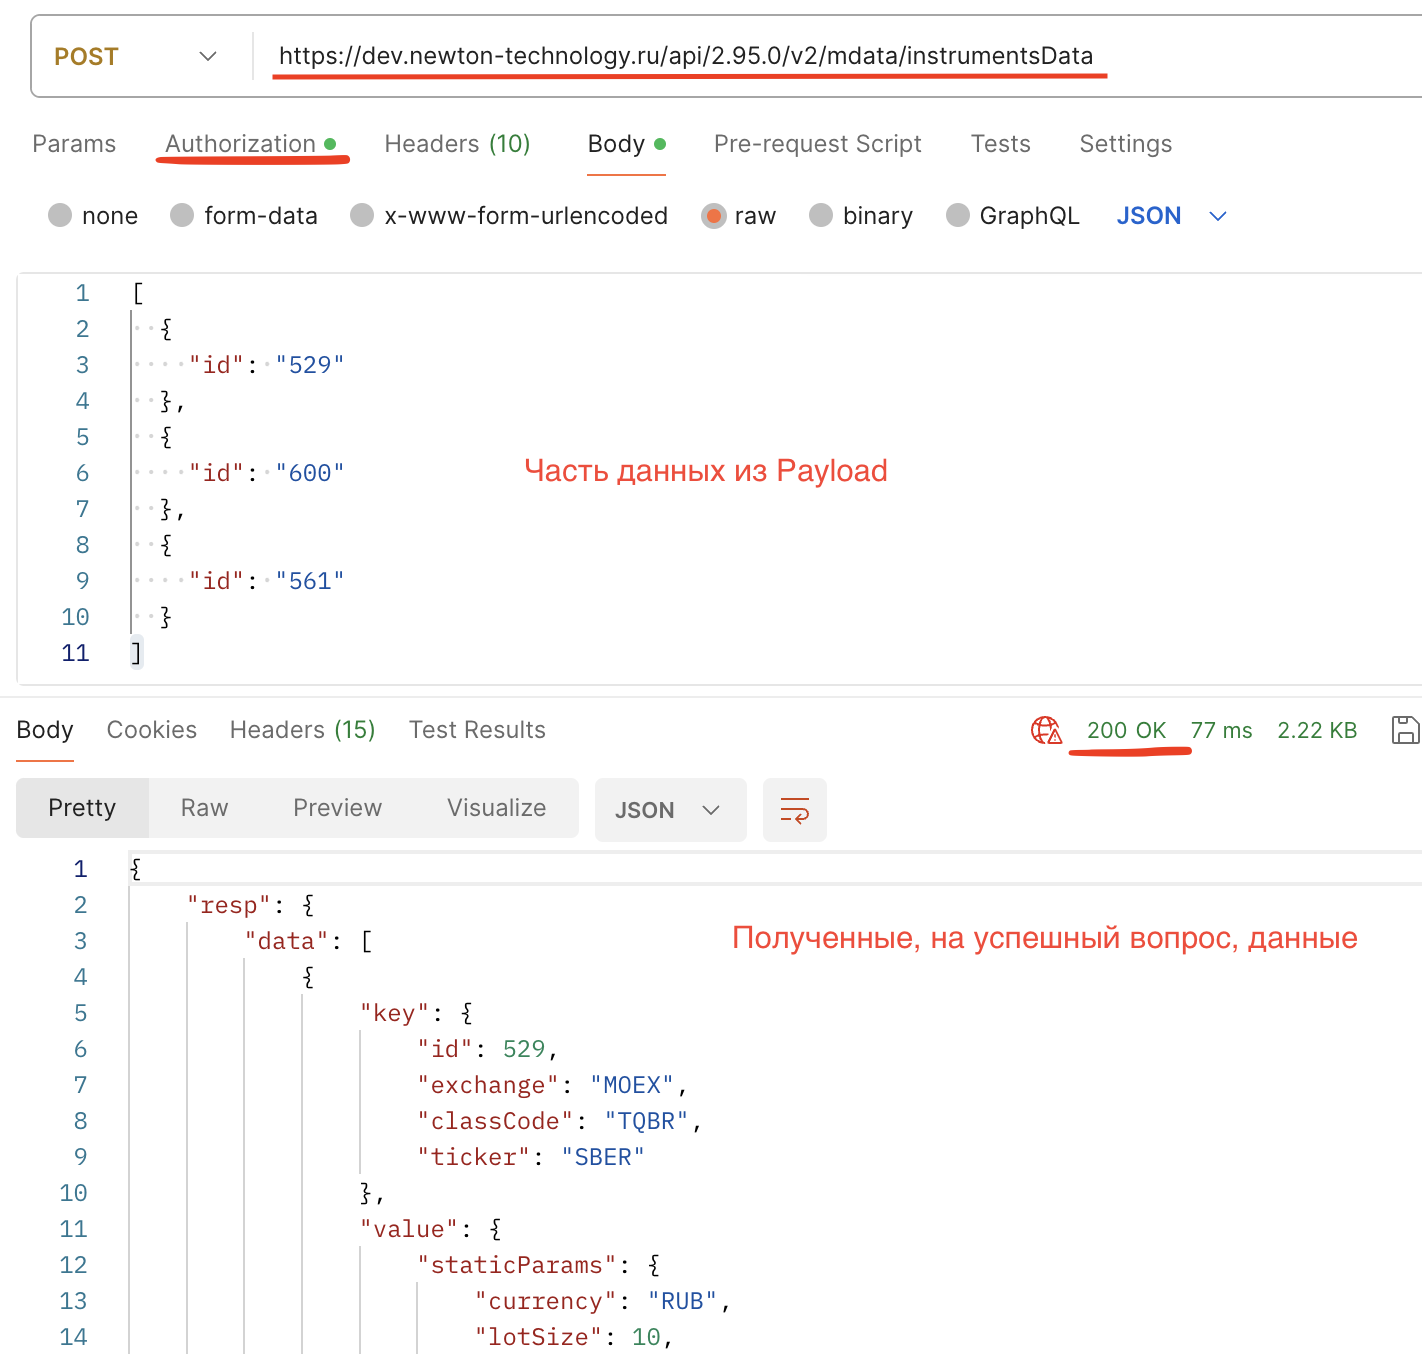 POST https://dev.newton-technology.ru/api/2.95.0/v2/mdata/instrumentsData
Params Authorization Headers (10) Body Pre-request Script Tests Settings
none form-data x-www-form-urlencoded raw binary GraphQL JSON
1 [
2 {
3 "id": "529"
4 },
5 {
6 "id": "600"
Часть данных из Payload
7 },
8 {
9 "id": "561"
10 }
11 ]
Body Cookies Headers (15) Test Results 200 OK 77 ms 2.22 KB
Pretty Raw Preview Visualize JSON
1 {
2 "resp": {
3 "data": [
Полученные, на успешный вопрос, данные
4 {
5 "key": {
6 "id": 529,
7 "exchange": "MOEX",
8 "classCode": "TQBR",
9 "ticker": "SBER"
10 },
11 "value": {
12 "staticParams": {
13 "currency": "RUB",
14 "lotSize": 10,